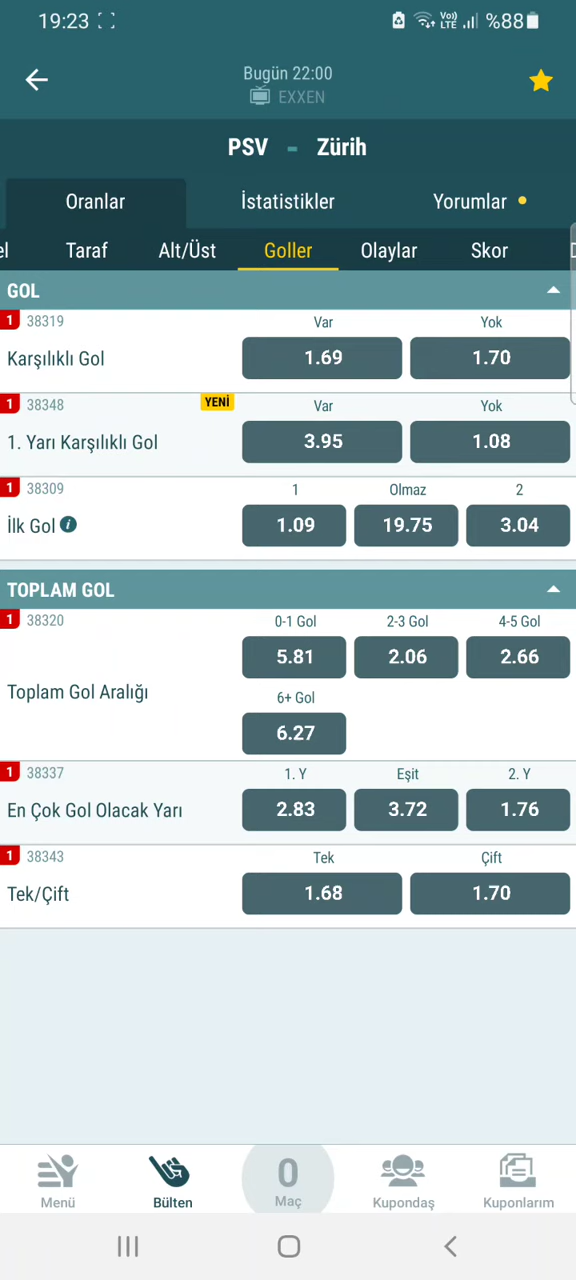 19:23 Vo)) LTE %88
Bugün 22:00
EXXEN
PSV - Zürih
Oranlar İstatistikler Yorumlar
el Taraf Alt/Üst Goller Olaylar Skor D
GOL
1 38319 Var Yok
Karşılıklı Gol 1.69 1.70
1 38348 YENİ Var Yok
1. Yarı Karşılıklı Gol 3.95 1.08
1 38309 1 Olmaz 2
İlk Gol i 1.09 19.75 3.04
TOPLAM GOL
1 38320 0-1 Gol 2-3 Gol 4-5 Gol
5.81 2.06 2.66
Toplam Gol Aralığı 6+ Gol
6.27
1 38337 1. Y Eşit 2. Y
En Çok Gol Olacak Yarı 2.83 3.72 1.76
1 38343 Tek Çift
Tek/Çift 1.68 1.70
0
Menü Bülten Maç Kupondaş Kuponlarım